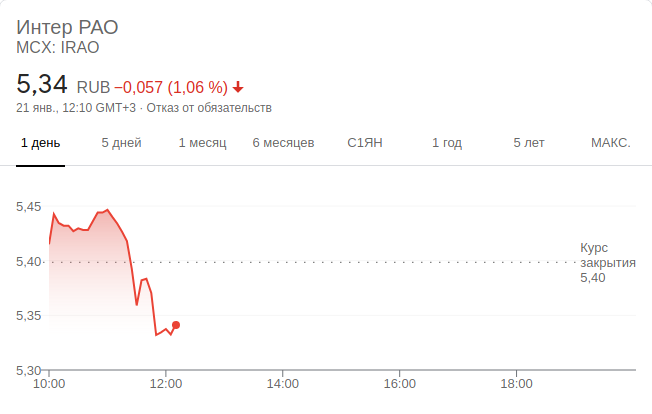 Интер РАО
MCX: IRAO
5,34 RUB −0,057 (1,06 %)
21 янв., 12:10 GMT+3 · Отказ от обязательств
1 день 5 дней 1 месяц 6 месяцев С1ЯН 1 год 5 лет МАКС.
5,45
5,40
5,35
5,30
Курс
закрытия
5,40
10:00 12:00 14:00 16:00 18:00